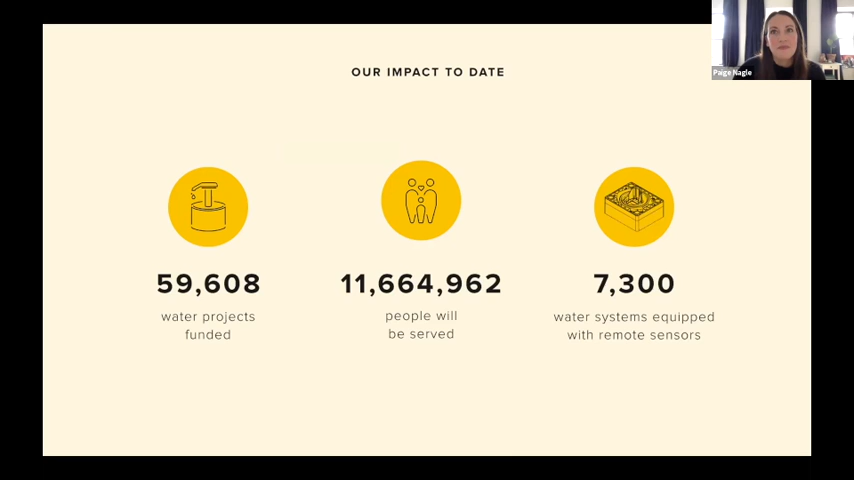 OUR IMPACT TO DATE
Paige Nagle
59,608
water projects
funded
11,664,962
people will
be served
7,300
water systems equipped
with remote sensors